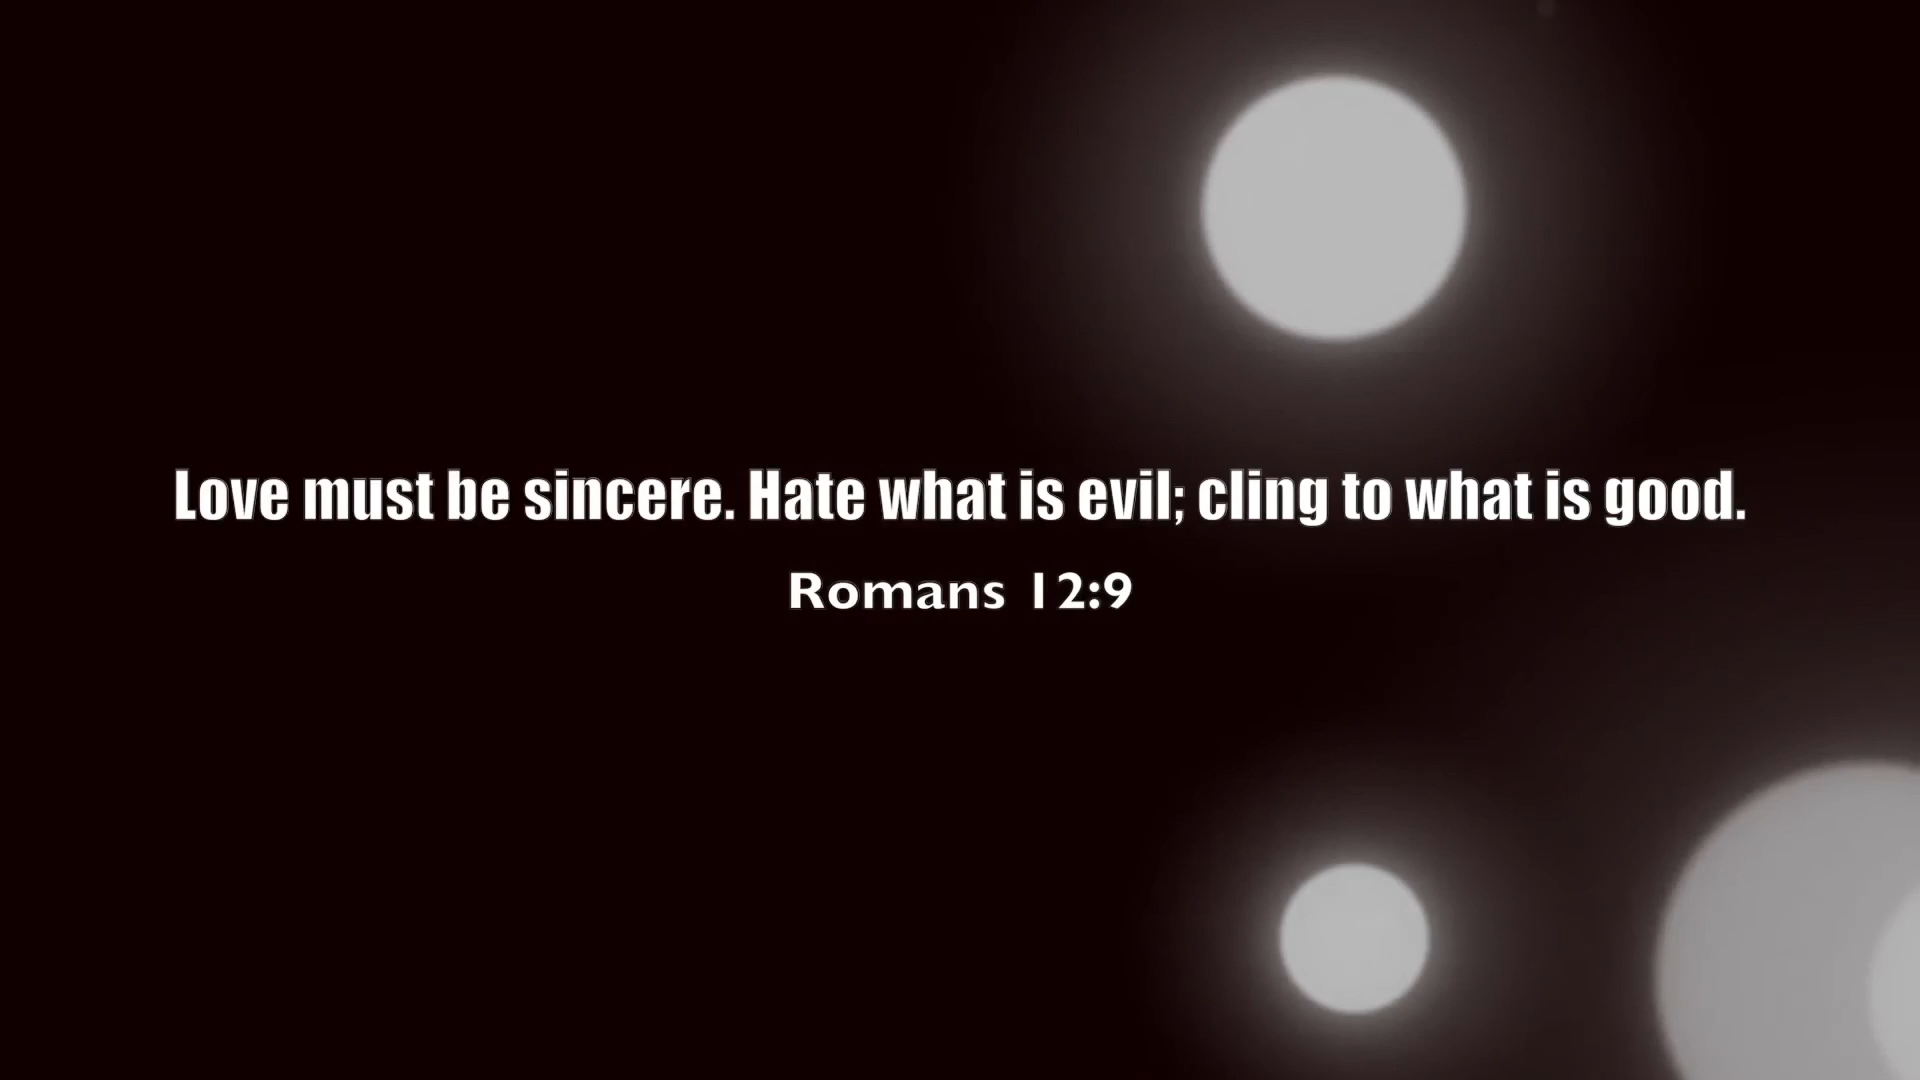 Love must be sincere. Hate what is evil; cling to what is good.
Romans 12:9